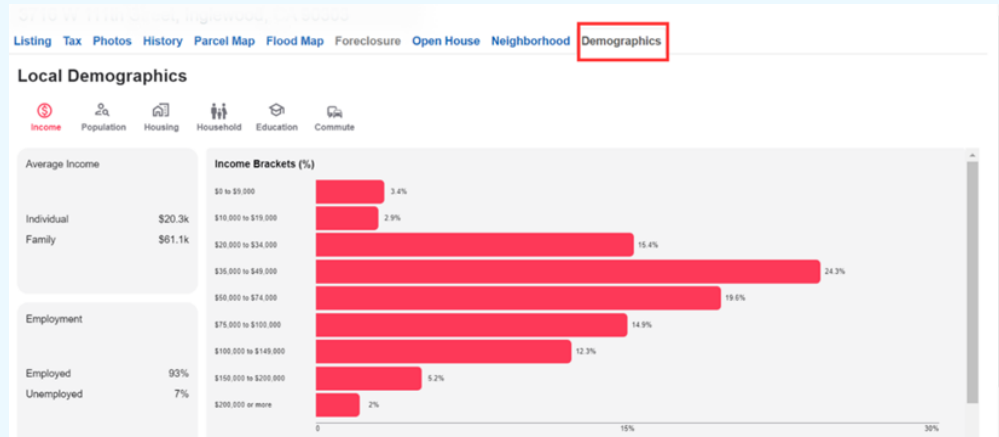 Listing Tax Photos History Parcel Map Flood Map Foreclosure Open House Neighborhood Demographics
Local Demographics
Income Population Housing Household Education Commute
Average Income
Individual $20.3k
Family $61.1k
Employment
Employed 93%
Unemployed 7%
Income Brackets (%)
$0 to $9,000 3.4%
$10,000 to $19,000 2.9%
$20,000 to $34,000 15.4%
$35,000 to $49,000 24.3%
$50,000 to $74,000 19.6%
$75,000 to $100,000 14.9%
$100,000 to $149,000 12.3%
$150,000 to $200,000 5.2%
$200,000 or more 2%
0 15% 30%